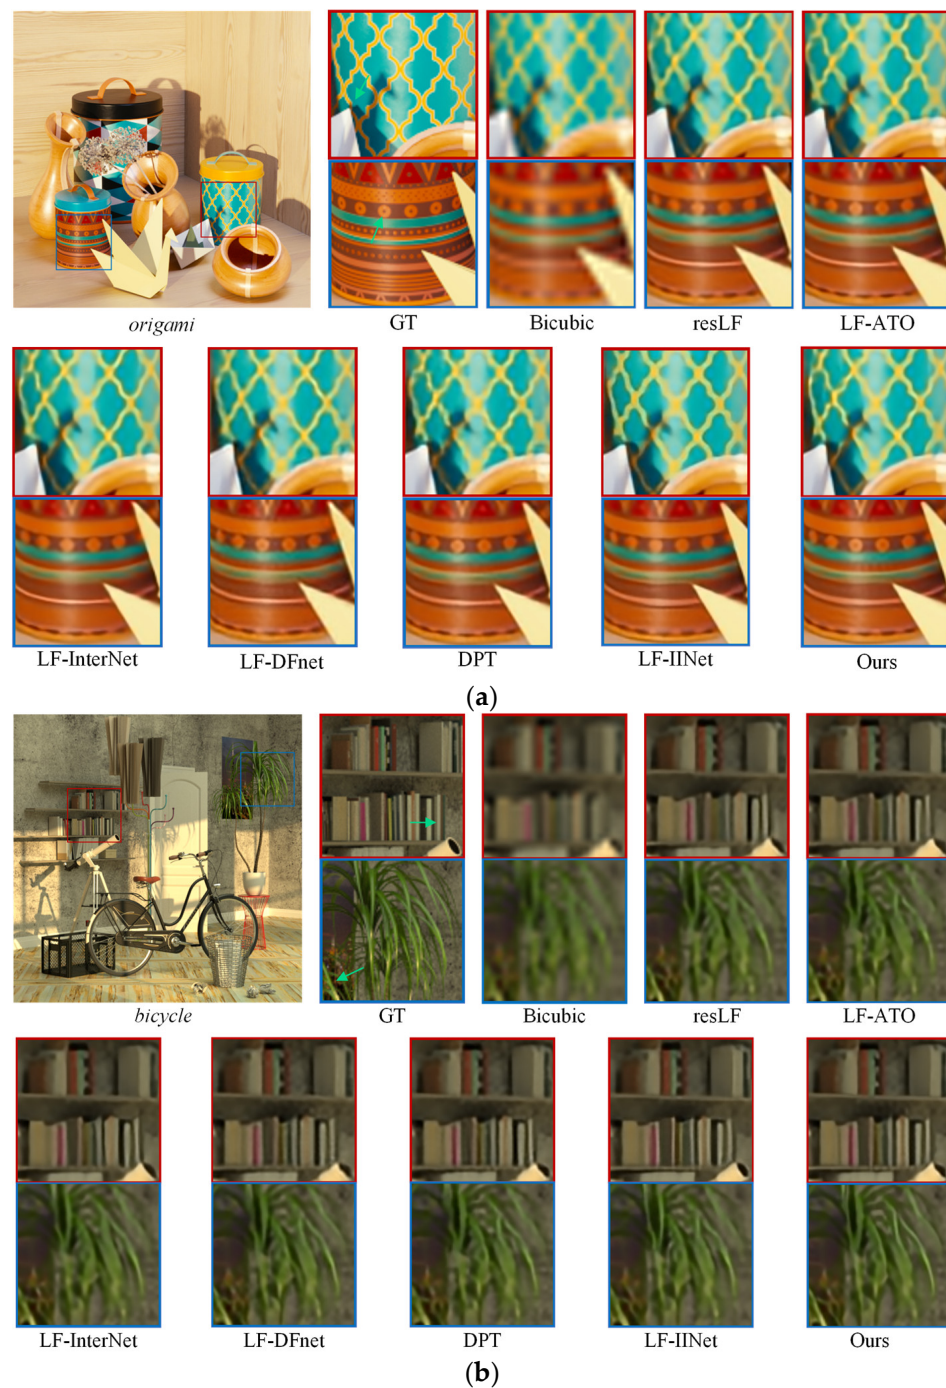 origami
GT Bicubic resLF LF-ATO
LF-InterNet LF-DFnet DPT LF-IINet Ours
(a)
bicycle
GT Bicubic resLF LF-ATO
LF-InterNet LF-DFnet DPT LF-IINet Ours
(b)